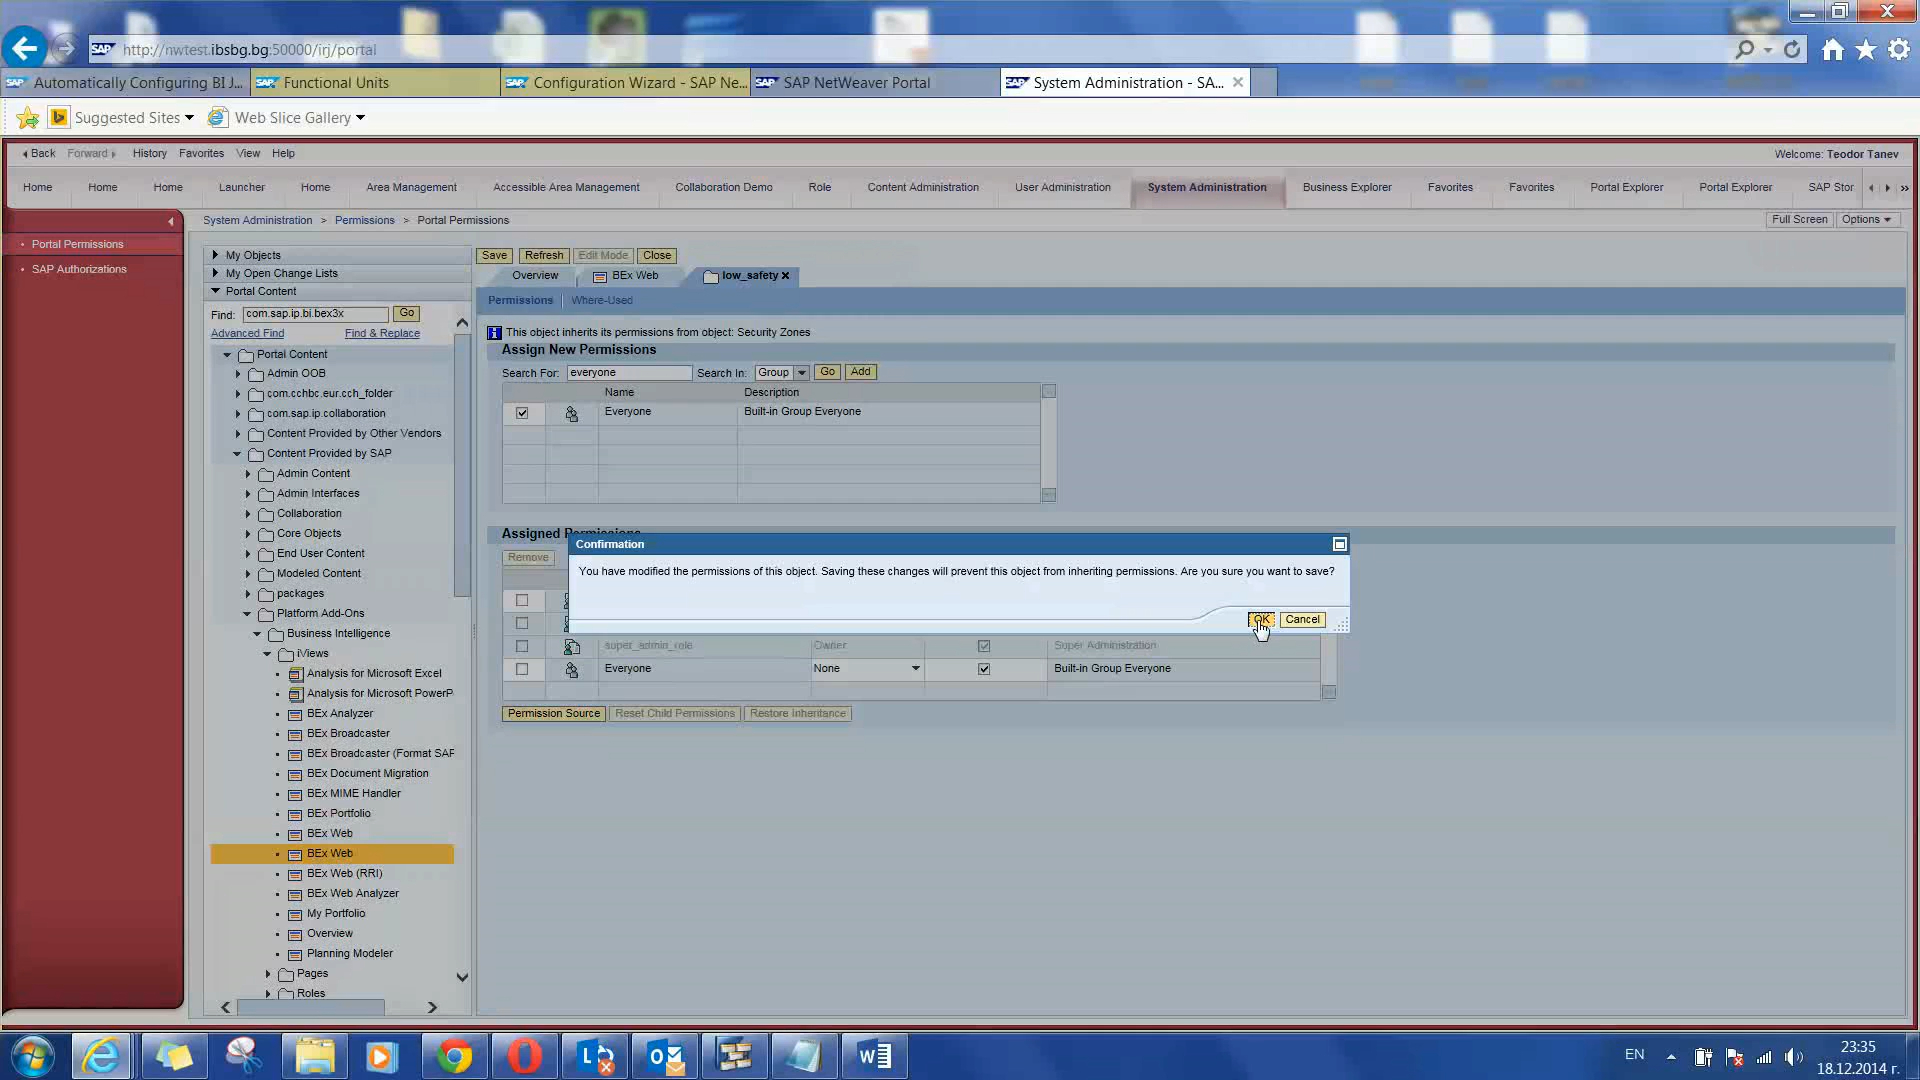 http://nwtest.ibsbg.bg:50000/irj/portal
Automatically Configuring BI J...
Functional Units
Configuration Wizard - SAP Ne...
SAP NetWeaver Portal
System Administration - SA...
Suggested Sites
Web Slice Gallery
Back
Forward
History
Favorites
View
Help
Welcome: Teodor Tanev
Home
Home
Home
Launcher
Home
Area Management
Accessible Area Management
Collaboration Demo
Role
Content Administration
User Administration
System Administration
Business Explorer
Favorites
Favorites
Portal Explorer
Portal Explorer
SAP Stor
Portal Permissions
SAP Authorizations
System Administration > Permissions > Portal Permissions
Full Screen
Options
My Objects
My Open Change Lists
Portal Content
Find: com.sap.ip.bi.bex3x Go
Advanced Find
Find & Replace
Portal Content
Admin OOB
com.cchbc.eur.cch_folder
com.sap.ip.collaboration
Content Provided by Other Vendors
Content Provided by SAP
Admin Content
Admin Interfaces
Collaboration
Core Objects
End User Content
Modeled Content
packages
Platform Add-Ons
Business Intelligence
iViews
Analysis for Microsoft Excel
Analysis for Microsoft PowerP
BEx Analyzer
BEx Broadcaster
BEx Broadcaster (Format SAP
BEx Document Migration
BEx MIME Handler
BEx Portfolio
BEx Web
BEx Web
BEx Web (RRI)
BEx Web Analyzer
My Portfolio
Overview
Planning Modeler
Pages
Roles
Save
Refresh
Edit Mode
Close
Overview
BEx Web
low_safety
Permissions
Where-Used
This object inherits its permissions from object: Security Zones
Assign New Permissions
Search For: everyone Search In: Group Go Add
Name Description
Everyone Built-in Group Everyone
Assigned Permissions
Remove
Confirmation
You have modified the permissions of this object. Saving these changes will prevent this object from inheriting permissions. Are you sure you want to save?
OK
Cancel
super_admin_role Owner Super Administration
Everyone None Built-in Group Everyone
Permission Source
Reset Child Permissions
Restore Inheritance
EN
23:35
18.12.2014 г.